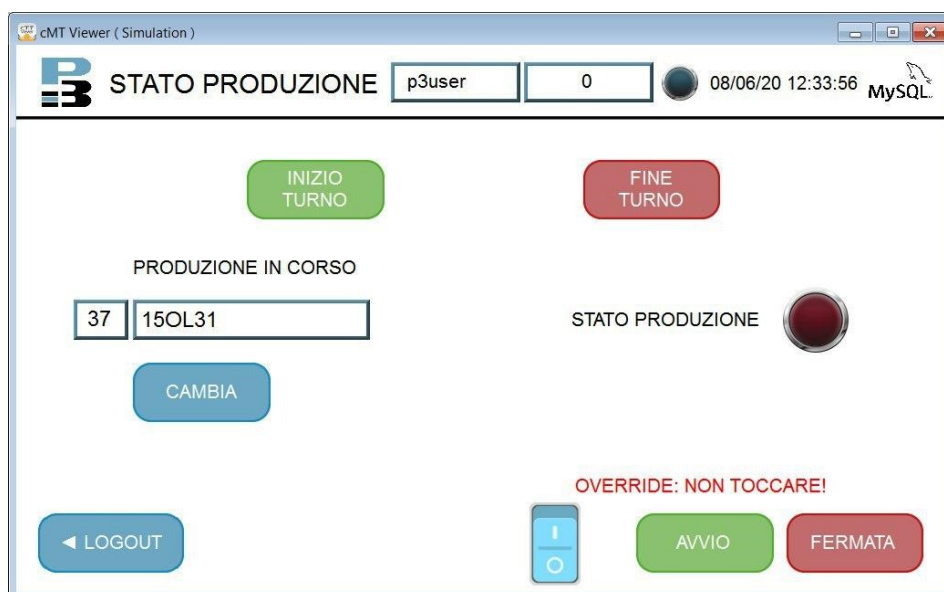 cMT Viewer ( Simulation )
P3
STATO PRODUZIONE
p3user
0
08/06/20 12:33:56
MySQL
INIZIO
TURNO
FINE
TURNO
PRODUZIONE IN CORSO
37
15OL31
STATO PRODUZIONE
CAMBIA
OVERRIDE: NON TOCCARE!
◄ LOGOUT
I
O
AVVIO
FERMATA